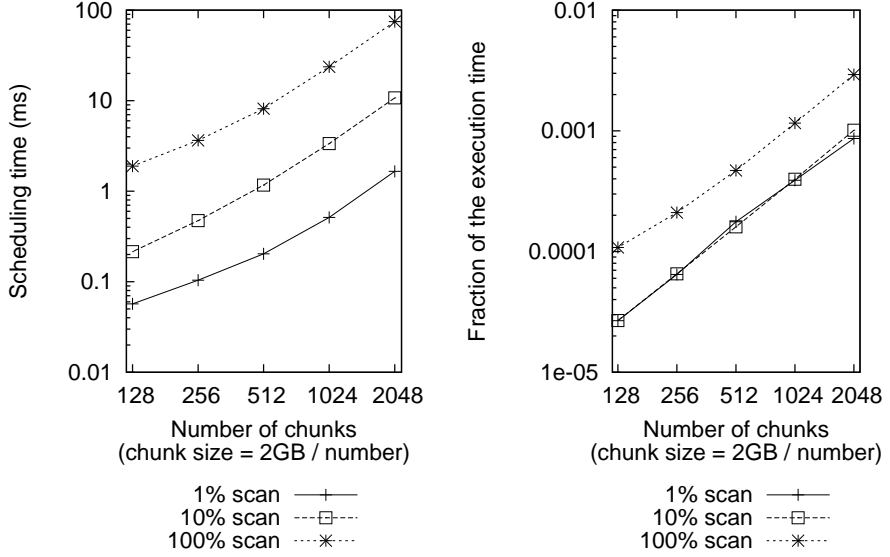 Scheduling time (ms)
100
10
1
0.1
0.01
128 256 512 1024 2048
Number of chunks
(chunk size = 2GB / number)
1% scan
10% scan
100% scan
Fraction of the execution time
0.01
0.001
0.0001
1e-05
128 256 512 1024 2048
Number of chunks
(chunk size = 2GB / number)
1% scan
10% scan
100% scan